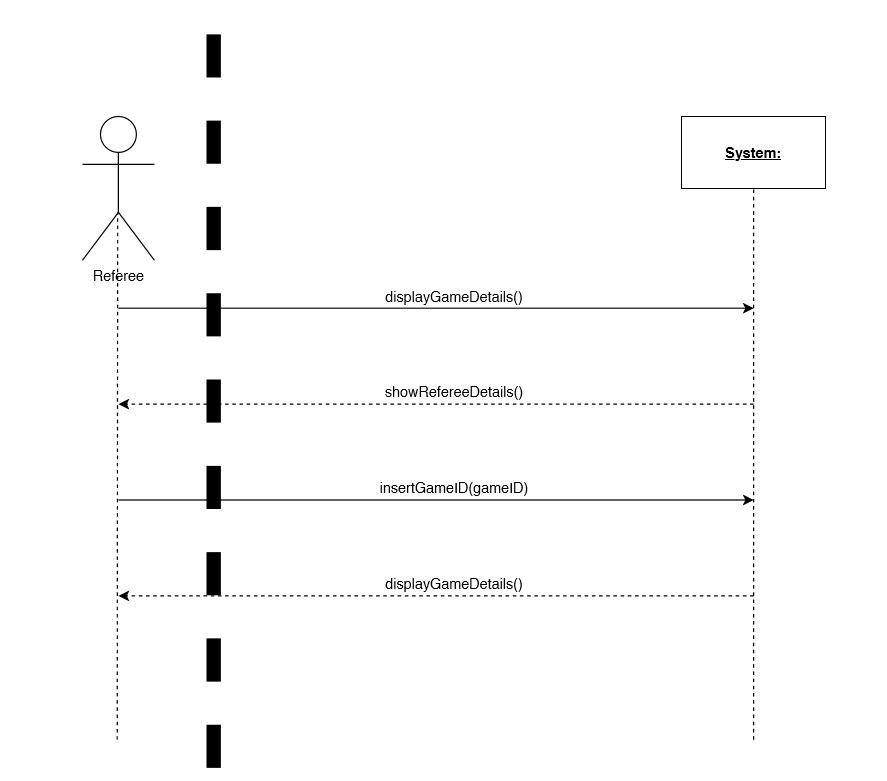 System:
Referee
displayGameDetails()
showRefereeDetails()
insertGameID(gameID)
displayGameDetails()